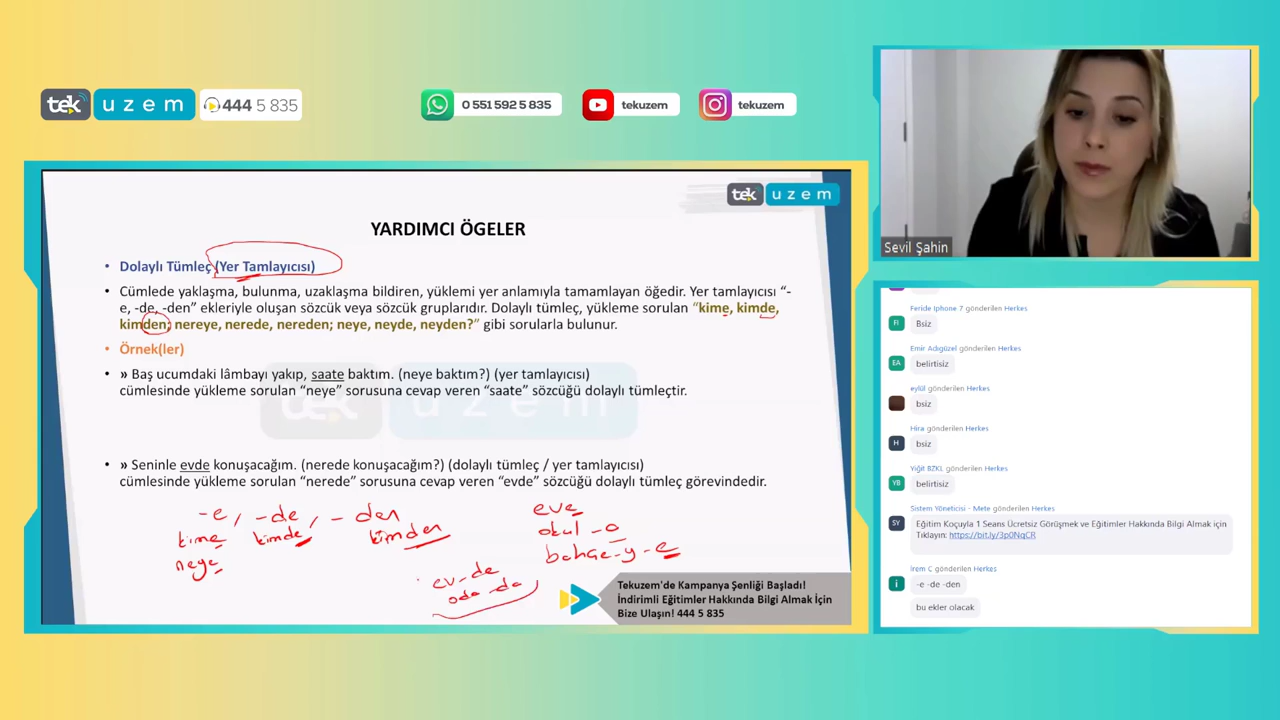 tek uzem 444 5 835
0 551 592 5 835
tekuzem
tekuzem
tek uzem
YARDIMCI ÖGELER
• Dolaylı Tümleç (Yer Tamlayıcısı)
• Cümlede yaklaşma, bulunma, uzaklaşma bildiren, yüklemi yer anlamıyla tamamlayan öğedir. Yer tamlayıcısı “-
e, -de, -den” ekleriyle oluşan sözcük veya sözcük gruplarıdır. Dolaylı tümleç, yükleme sorulan “kime, kimde,
kimden; nereye, nerede, nereden; neye, neyde, neyden?” gibi sorularla bulunur.
• Örnek(ler)
• » Baş ucumdaki lâmbayı yakıp, saate baktım. (neye baktım?) (yer tamlayıcısı)
cümlesinde yükleme sorulan “neye” sorusuna cevap veren “saate” sözcüğü dolaylı tümleçtir.
tek uzem
• » Seninle evde konuşacağım. (nerede konuşacağım?) (dolaylı tümleç / yer tamlayıcısı)
cümlesinde yükleme sorulan “nerede” sorusuna cevap veren “evde” sözcüğü dolaylı tümleç görevindedir.
-e, -de, -den
kime kimde kimden
neye
eve
okul-a
bahçe-y-e
ev-de
oda-da
Tekuzem'de Kampanya Şenliği Başladı!
İndirimli Eğitimler Hakkında Bilgi Almak İçin
Bize Ulaşın! 444 5 835
Sevil Şahin
Feride Iphone 7 gönderilen Herkes
FI Bsiz
Emir Adıgüzel gönderilen Herkes
EA belirtisiz
eylül gönderilen Herkes
bsiz
Hira gönderilen Herkes
H bsiz
Yiğit BZKL gönderilen Herkes
YB belirtisiz
Sistem Yöneticisi - Mete gönderilen Herkes
SY Eğitim Koçuyla 1 Seans Ücretsiz Görüşmek ve Eğitimler Hakkında Bilgi Almak için
Tıklayın: https://bit.ly/3p0NqCR
İrem C gönderilen Herkes
i -e -de -den
bu ekler olacak